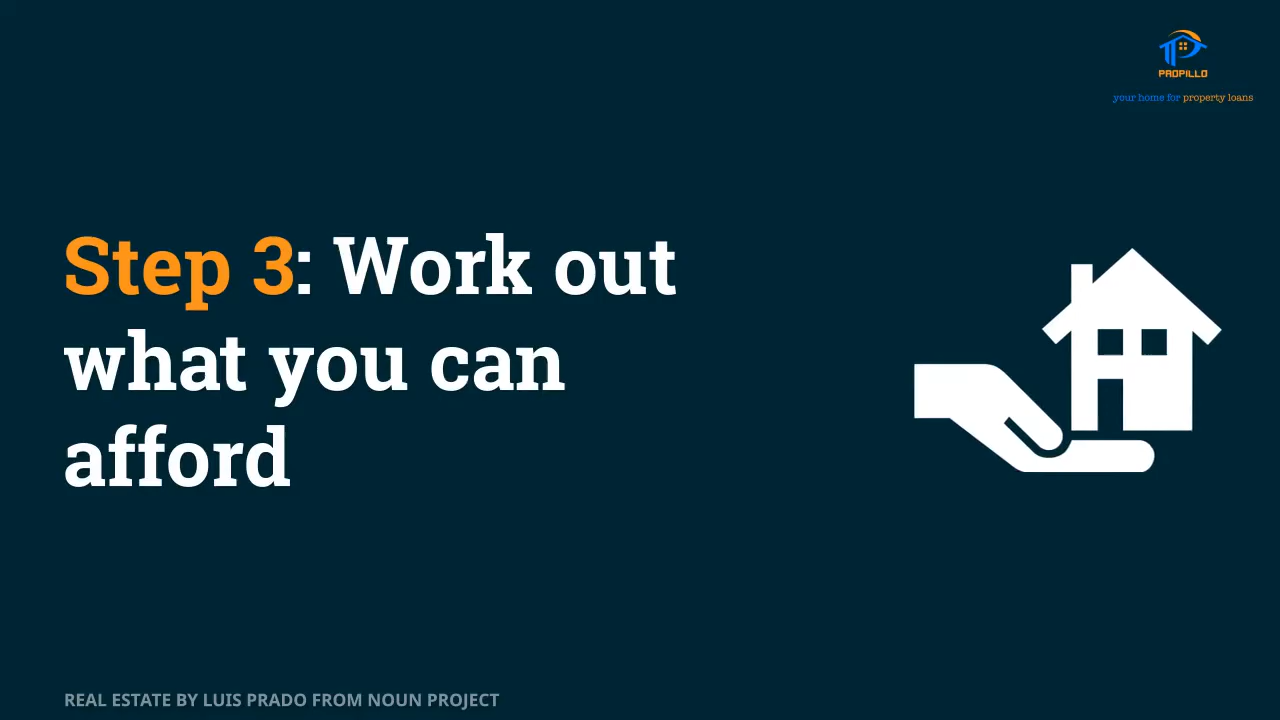 PROPILLO
your home for property loans
Step 3: Work out
what you can
afford
REAL ESTATE BY LUIS PRADO FROM NOUN PROJECT